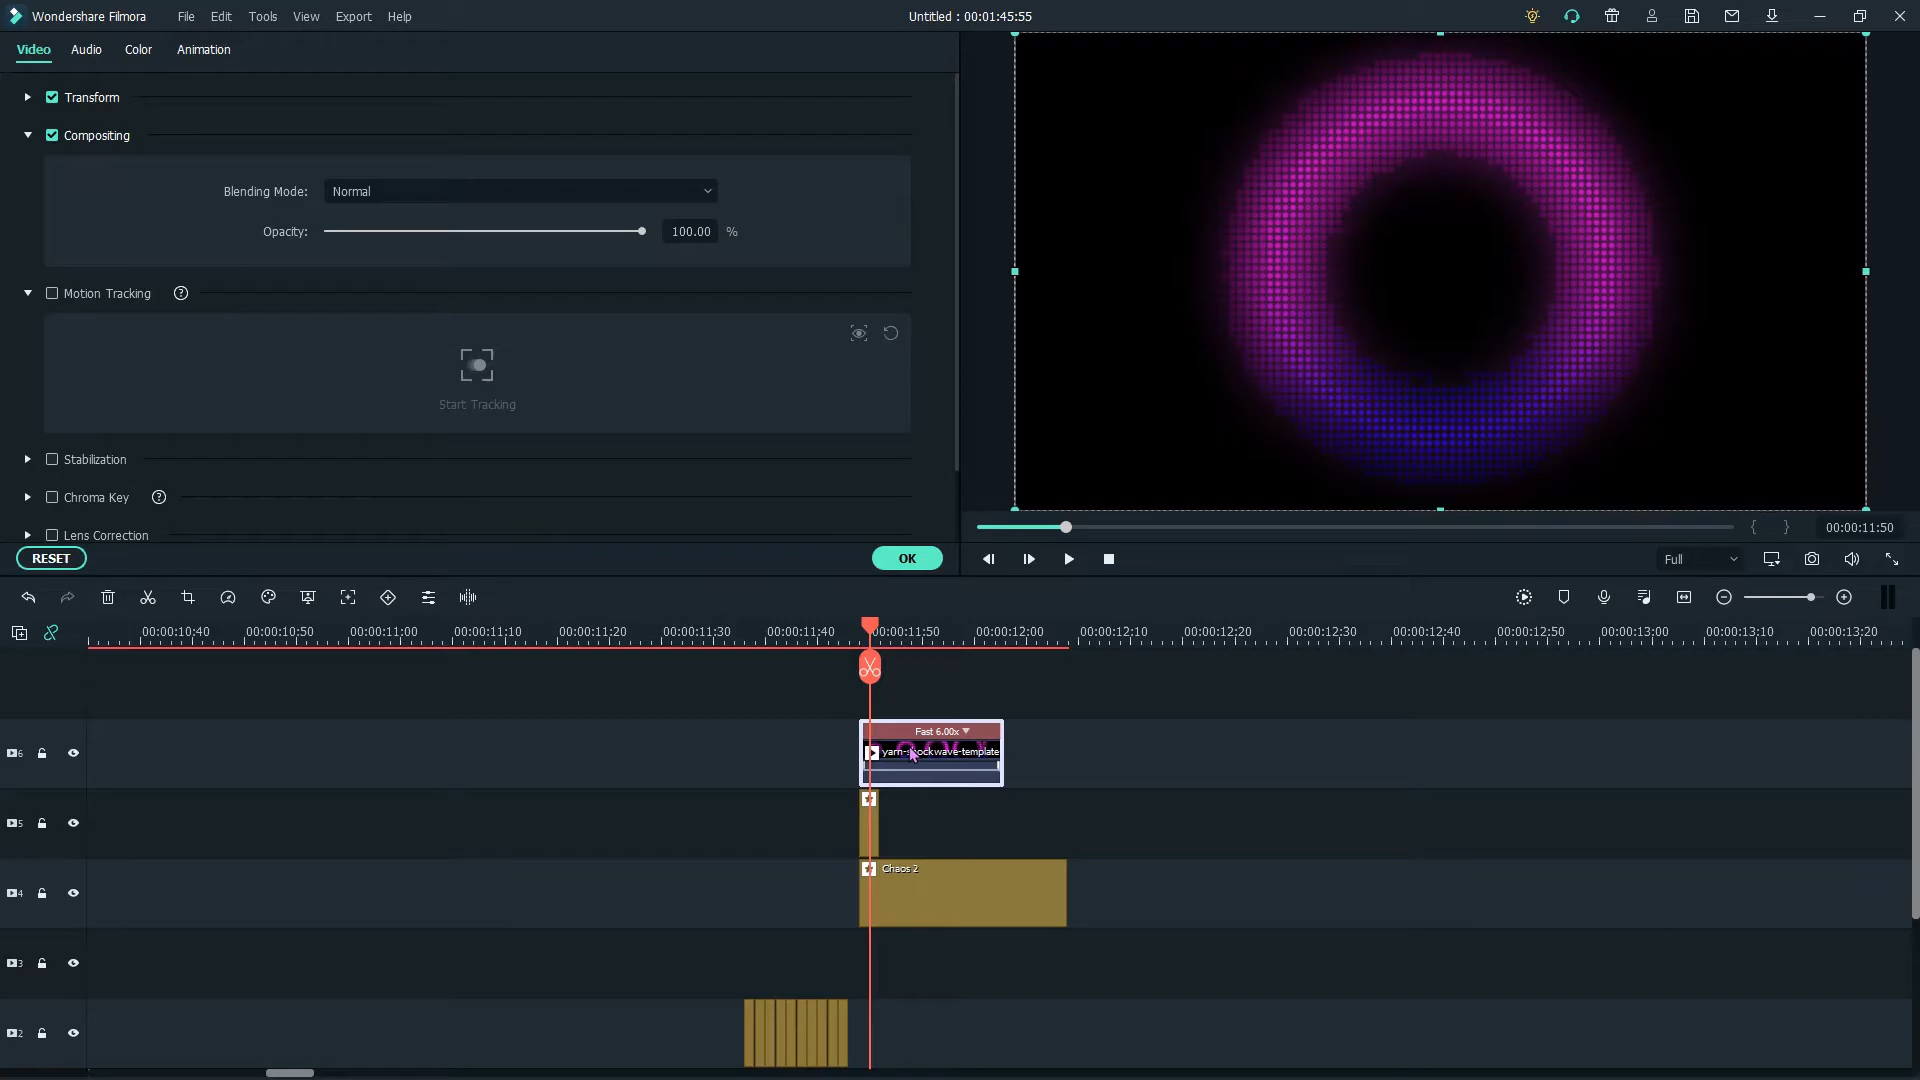 Wondershare Filmora File Edit Tools View Export Help
Untitled : 00:01:45:55
Video Audio Color Animation
Transform
Compositing
Blending Mode: Normal
Opacity: 100.00 %
Motion Tracking ?
Start Tracking
Stabilization
Chroma Key ?
Lens Correction
RESET OK
{ } 00:00:11:50
Full
00:00:10:40 00:00:10:50 00:00:11:00 00:00:11:10 00:00:11:20 00:00:11:30 00:00:11:40 00:00:11:50 00:00:12:00 00:00:12:10 00:00:12:20 00:00:12:30 00:00:12:40 00:00:12:50 00:00:13:00 00:00:13:10 00:00:13:20
Fast 6.00x
6 yarn-shockwave-template
5
Chaos 2
4
3
2